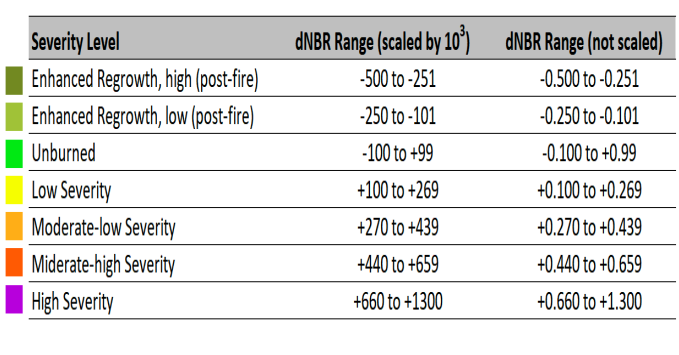 Severity Level dNBR Range (scaled by 10³) dNBR Range (not scaled)
Enhanced Regrowth, high (post-fire) -500 to -251 -0.500 to -0.251
Enhanced Regrowth, low (post-fire) -250 to -101 -0.250 to -0.101
Unburned -100 to +99 -0.100 to +0.99
Low Severity +100 to +269 +0.100 to +0.269
Moderate-low Severity +270 to +439 +0.270 to +0.439
Miderate-high Severity +440 to +659 +0.440 to +0.659
High Severity +660 to +1300 +0.660 to +1.300